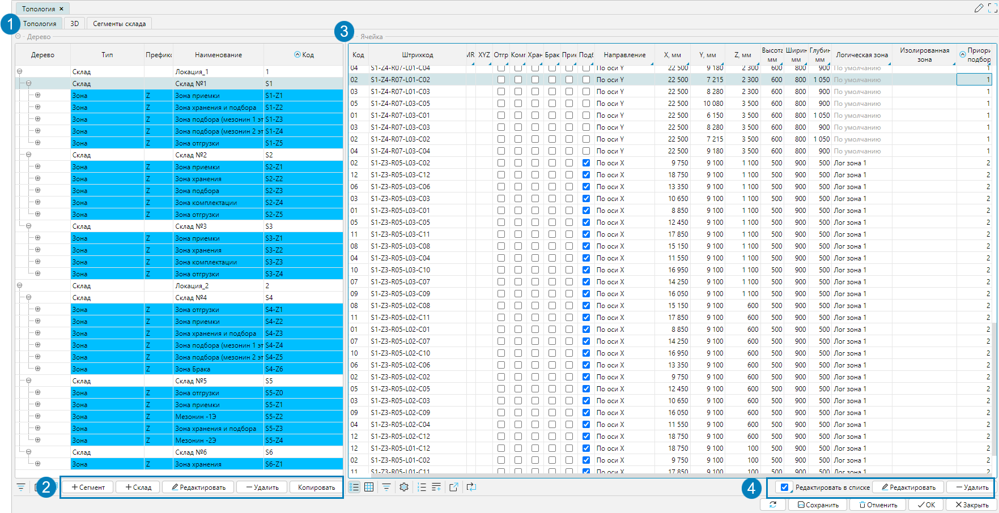 Топология ×
1 Топология 3D Сегменты склада
Дерево
Дерево Тип Префикс Наименование Код
Склад Локация_1 1
Склад Склад №1 S1
Зона Z Зона приемки S1-Z1
Зона Z Зона хранения и подбора S1-Z2
Зона Z Зона подбора (мезонин 1 эт S1-Z3
Зона Z Зона подбора (мезонин 2 эт S1-Z4
Зона Z Зона отгрузки S1-Z5
Склад Склад №2 S2
Зона Z Зона приемки S2-Z1
Зона Z Зона хранения S2-Z2
Зона Z Зона подбора S2-Z3
Зона Z Зона комплектации S2-Z4
Зона Z Зона отгрузки S2-Z5
Склад Склад №3 S3
Зона Z Зона приемки S3-Z1
Зона Z Зона хранения S3-Z2
Зона Z Зона комплектации S3-Z3
Зона Z Зона отгрузки S3-Z4
Склад Локация_2 2
Склад Склад №4 S4
Зона Z Зона отгрузки S4-Z1
Зона Z Зона приемки S4-Z2
Зона Z Зона хранения и подбора S4-Z3
Зона Z Зона подбора (мезонин 1 эт S4-Z4
Зона Z Зона подбора (мезонин 2 эт S4-Z5
Зона Z Зона Брака S4-Z6
Склад Склад №5 S5
Зона Z Зона отгрузки S5-Z0
Зона Z Зона приемки S5-Z1
Зона Z Мезонин -1Э S5-Z2
Зона Z Зона хранения и подбора S5-Z3
Зона Z Мезонин -2Э S5-Z4
Склад Склад №6 S6
Зона Z Зона хранения S6-Z1
2 + Сегмент + Склад Редактировать — Удалить Копировать
3 Ячейка
Код Штрихкод MR XYZ Отгр Комг Хран Брак Прие Подб Направление X, мм Y, мм Z, мм Высота мм Ширин мм Глубин мм Логическая зона Изолированная зона Приори подбор
04 S1-Z4-R07-L01-C04 По оси Y 22 500 9 180 2 300 600 800 900 По умолчанию 1
02 S1-Z4-R07-L01-C02 По оси Y 22 500 7 215 2 300 600 800 1 050 По умолчанию 1
03 S1-Z4-R07-L01-C03 По оси Y 22 500 8 280 2 300 600 800 900 По умолчанию 1
05 S1-Z4-R07-L03-C05 По оси Y 22 500 10 080 3 500 600 800 900 По умолчанию 1
01 S1-Z4-R07-L03-C01 По оси Y 22 500 6 150 3 500 600 800 1 050 По умолчанию 1
03 S1-Z4-R07-L03-C03 По оси Y 22 500 8 280 3 500 600 800 900 По умолчанию 1
02 S1-Z4-R07-L03-C02 По оси Y 22 500 7 215 3 500 600 800 1 050 По умолчанию 1
04 S1-Z4-R07-L03-C04 По оси Y 22 500 9 180 3 500 600 800 900 По умолчанию 1
02 S1-Z3-R05-L03-C02 По оси X 9 750 9 100 1 100 500 900 500 Лог зона 1 2
12 S1-Z3-R05-L03-C12 По оси X 18 750 9 100 1 100 500 900 500 Лог зона 1 2
06 S1-Z3-R05-L03-C06 По оси X 13 350 9 100 1 100 500 900 500 Лог зона 1 2
03 S1-Z3-R05-L03-C03 По оси X 10 650 9 100 1 100 500 900 500 Лог зона 1 2
01 S1-Z3-R05-L03-C01 По оси X 8 850 9 100 1 100 500 900 500 Лог зона 1 2
05 S1-Z3-R05-L03-C05 По оси X 12 450 9 100 1 100 500 900 500 Лог зона 1 2
11 S1-Z3-R05-L03-C11 По оси X 17 850 9 100 1 100 500 900 500 Лог зона 1 2
08 S1-Z3-R05-L03-C08 По оси X 15 150 9 100 1 100 500 900 500 Лог зона 1 2
04 S1-Z3-R05-L03-C04 По оси X 11 550 9 100 1 100 500 900 500 Лог зона 1 2
10 S1-Z3-R05-L03-C10 По оси X 16 950 9 100 1 100 500 900 500 Лог зона 1 2
07 S1-Z3-R05-L03-C07 По оси X 14 250 9 100 1 100 500 900 500 Лог зона 1 2
09 S1-Z3-R05-L03-C09 По оси X 16 050 9 100 1 100 500 900 500 Лог зона 1 2
08 S1-Z3-R05-L02-C08 По оси X 15 150 9 100 600 500 900 500 Лог зона 1 2
11 S1-Z3-R05-L02-C11 По оси X 17 850 9 100 600 500 900 500 Лог зона 1 2
01 S1-Z3-R05-L02-C01 По оси X 8 850 9 100 600 500 900 500 Лог зона 1 2
07 S1-Z3-R05-L02-C07 По оси X 14 250 9 100 600 500 900 500 Лог зона 1 2
10 S1-Z3-R05-L02-C10 По оси X 16 950 9 100 600 500 900 500 Лог зона 1 2
06 S1-Z3-R05-L02-C06 По оси X 13 350 9 100 600 500 900 500 Лог зона 1 2
02 S1-Z3-R05-L02-C02 По оси X 9 750 9 100 600 500 900 500 Лог зона 1 2
05 S1-Z3-R05-L02-C05 По оси X 12 450 9 100 600 500 900 500 Лог зона 1 2
03 S1-Z3-R05-L02-C03 По оси X 10 650 9 100 600 500 900 500 Лог зона 1 2
09 S1-Z3-R05-L02-C09 По оси X 16 050 9 100 600 500 900 500 Лог зона 1 2
04 S1-Z3-R05-L02-C04 По оси X 11 550 9 100 600 500 900 500 Лог зона 1 2
12 S1-Z3-R05-L02-C12 По оси X 18 750 9 100 600 500 900 500 Лог зона 1 2
12 S1-Z3-R05-L01-C12 По оси X 18 750 9 100 100 500 900 500 Лог зона 1 2
02 S1-Z3-R05-L01-C02 По оси X 9 750 9 100 100 500 900 500 Лог зона 1 2
11 S1-Z3-R05-L01-C11 По оси X 17 850 9 100 100 500 900 500 Лог зона 1 2
4 Редактировать в списке Редактировать — Удалить
Сохранить Отменить ОК Закрыть